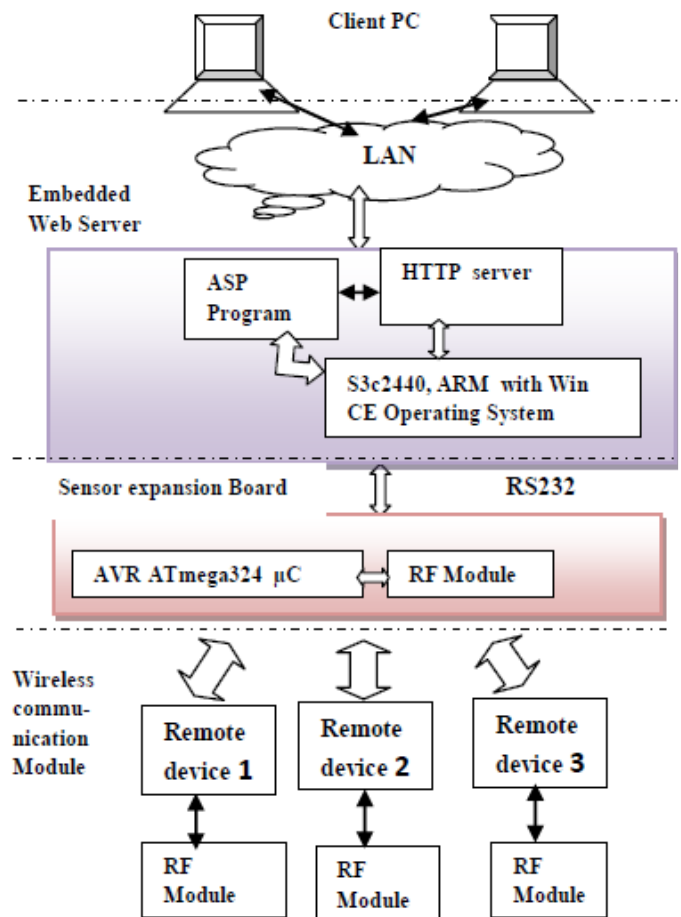 Client PC
LAN
Embedded
Web Server
ASP
Program
HTTP server
S3c2440, ARM with Win
CE Operating System
Sensor expansion Board
RS232
AVR ATmega324 µC
RF Module
Wireless
commu-
nication
Module
Remote
device 1
Remote
device 2
Remote
device 3
RF
Module
RF
Module
RF
Module